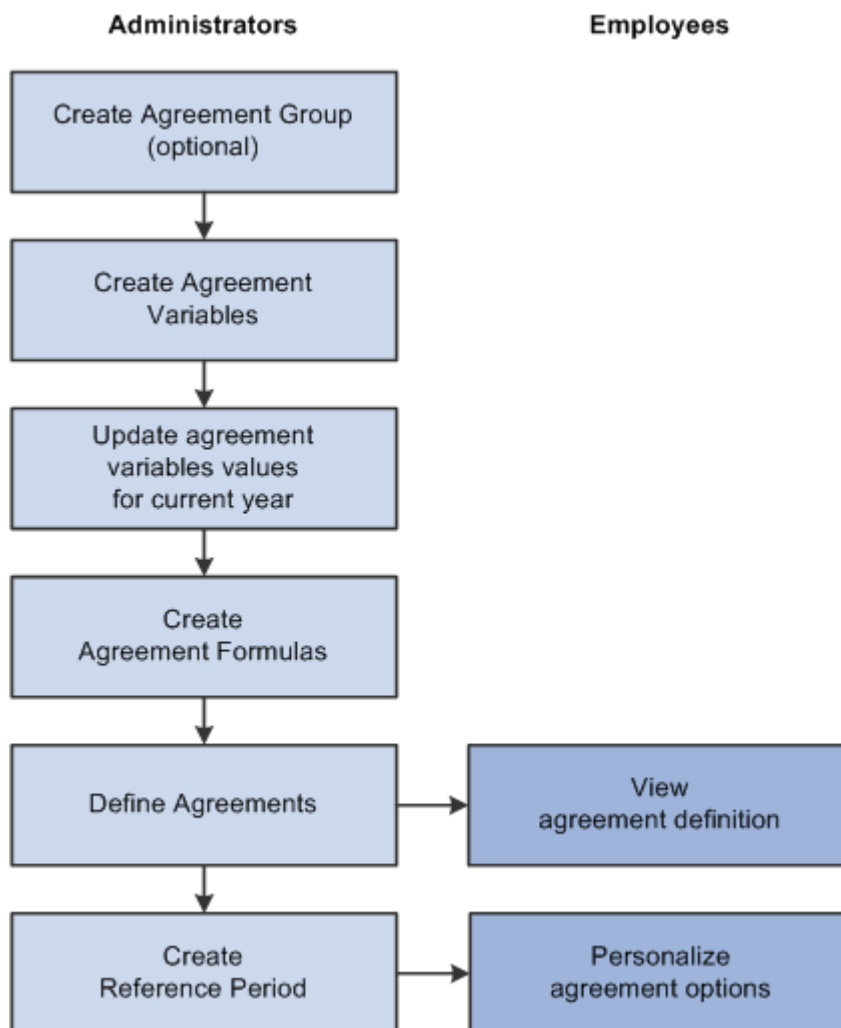 Administrators
Employees
Create Agreement Group
(optional)
Create Agreement
Variables
Update agreement
variables values
for current year
Create
Agreement Formulas
Define Agreements
View
agreement definition
Create
Reference Period
Personalize
agreement options